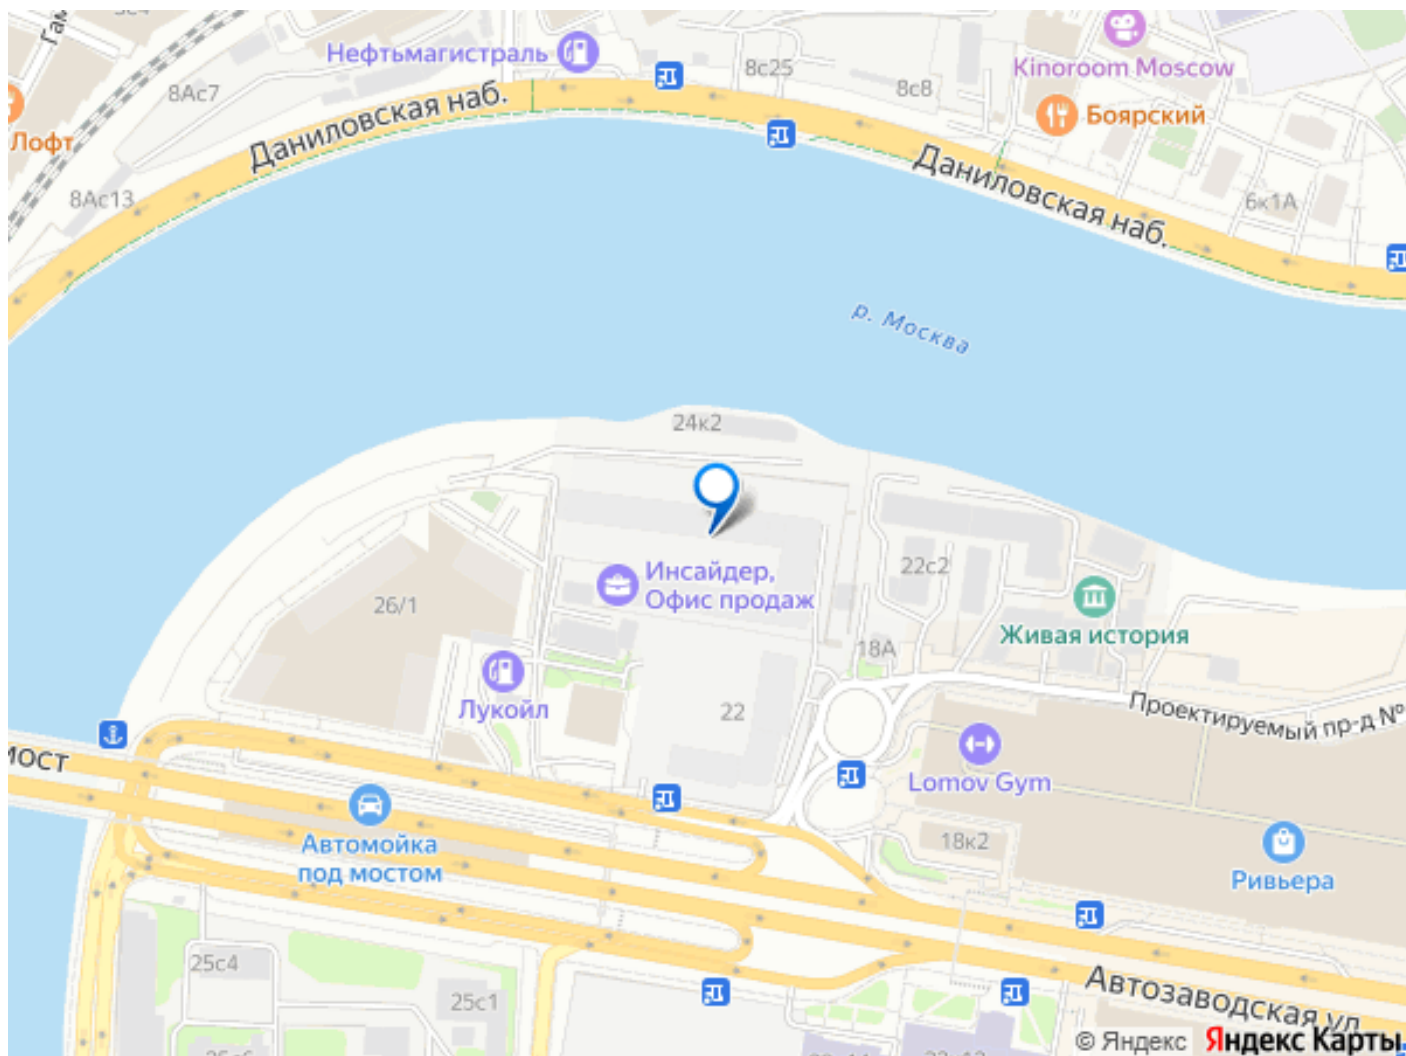 Нефтьмагистраль
8с25
8с8
Kinoroom Moscow
8Ас7
Даниловская наб.
Боярский
Лофт
8Ас13
Даниловская наб.
6к1А
р. Москва
24к2
Инсайдер,
Офис продаж
22с2
26/1
Живая история
18А
Лукойл
22
Проектируемый пр-д №
мост
Lomov Gym
Автомойка
под мостом
18к2
Ривьера
25с4
25с1
Автозаводская ул.
© Яндекс Яндекс Карты